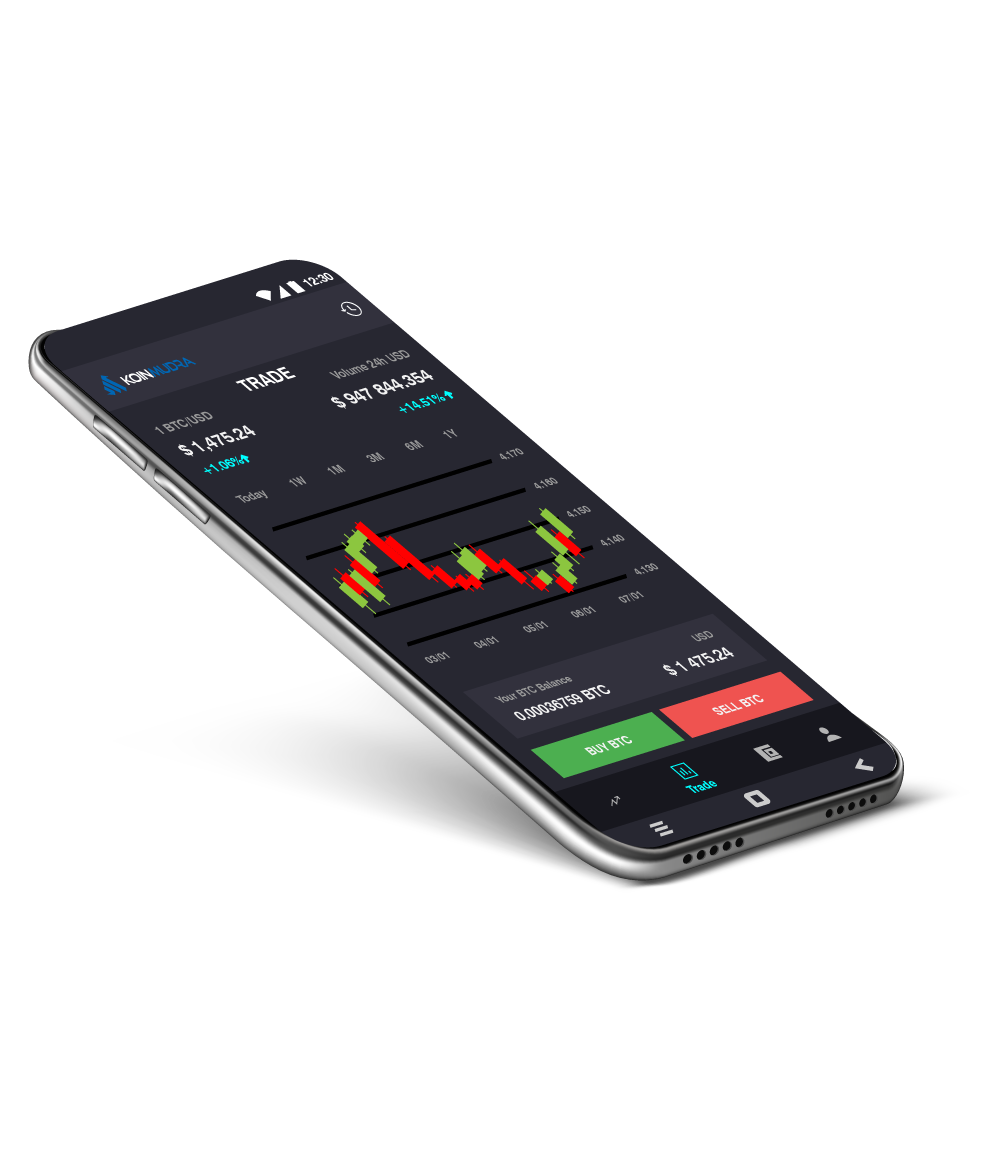 12:30
KOINMUDRA
TRADE
1 BTC/USD
$ 1,475.24
+1.06%
Volume 24h USD
$ 947 844.354
+14.51%
Today 1W 1M 3M 6M 1Y
4.170
4.160
4.150
4.140
4.130
03/01 04/01 05/01 06/01 07/01
Your BTC Balance
0.00036759 BTC
USD
$ 1 475.24
BUY BTC
SELL BTC
Trade